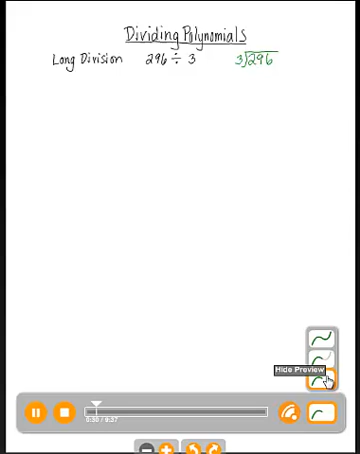 Dividing Polynomials
Long Division 296 ÷ 3 3)296
Hide Preview
0:30 / 9:37